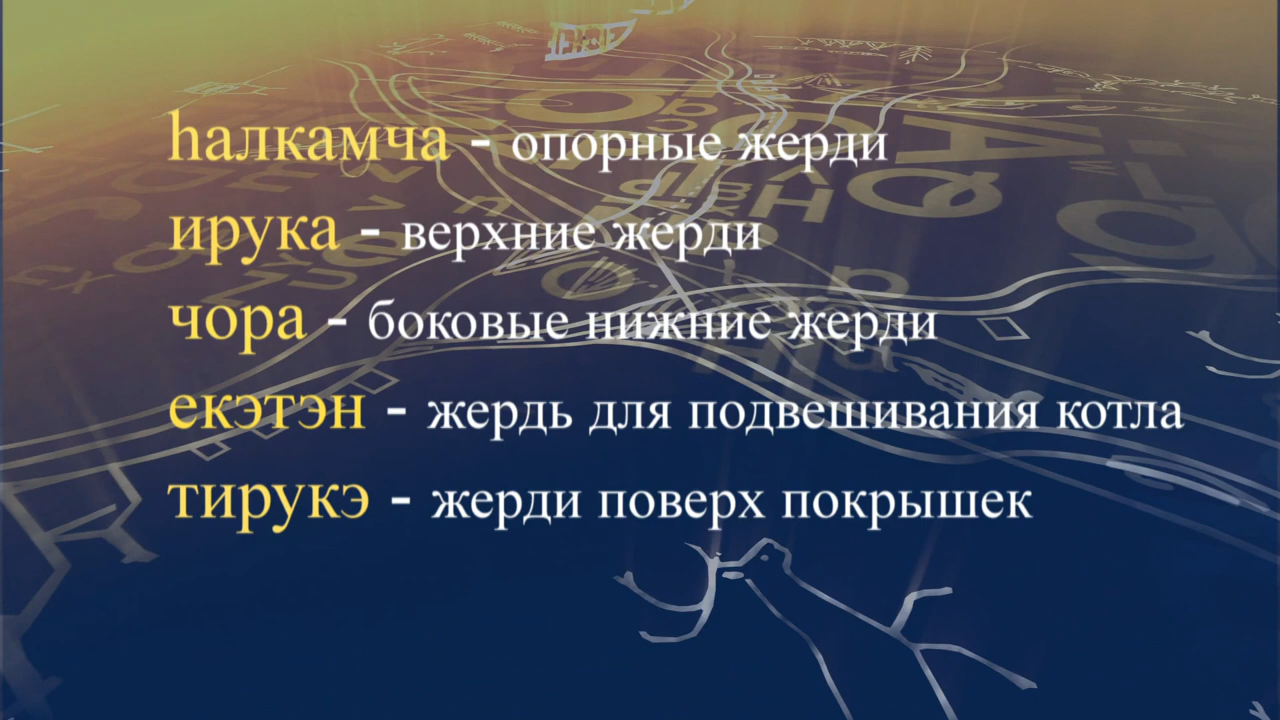 һалкамча - опорные жерди
ирука - верхние жерди
чора - боковые нижние жерди
екэтэн - жердь для подвешивания котла
тирукэ - жерди поверх покрышек